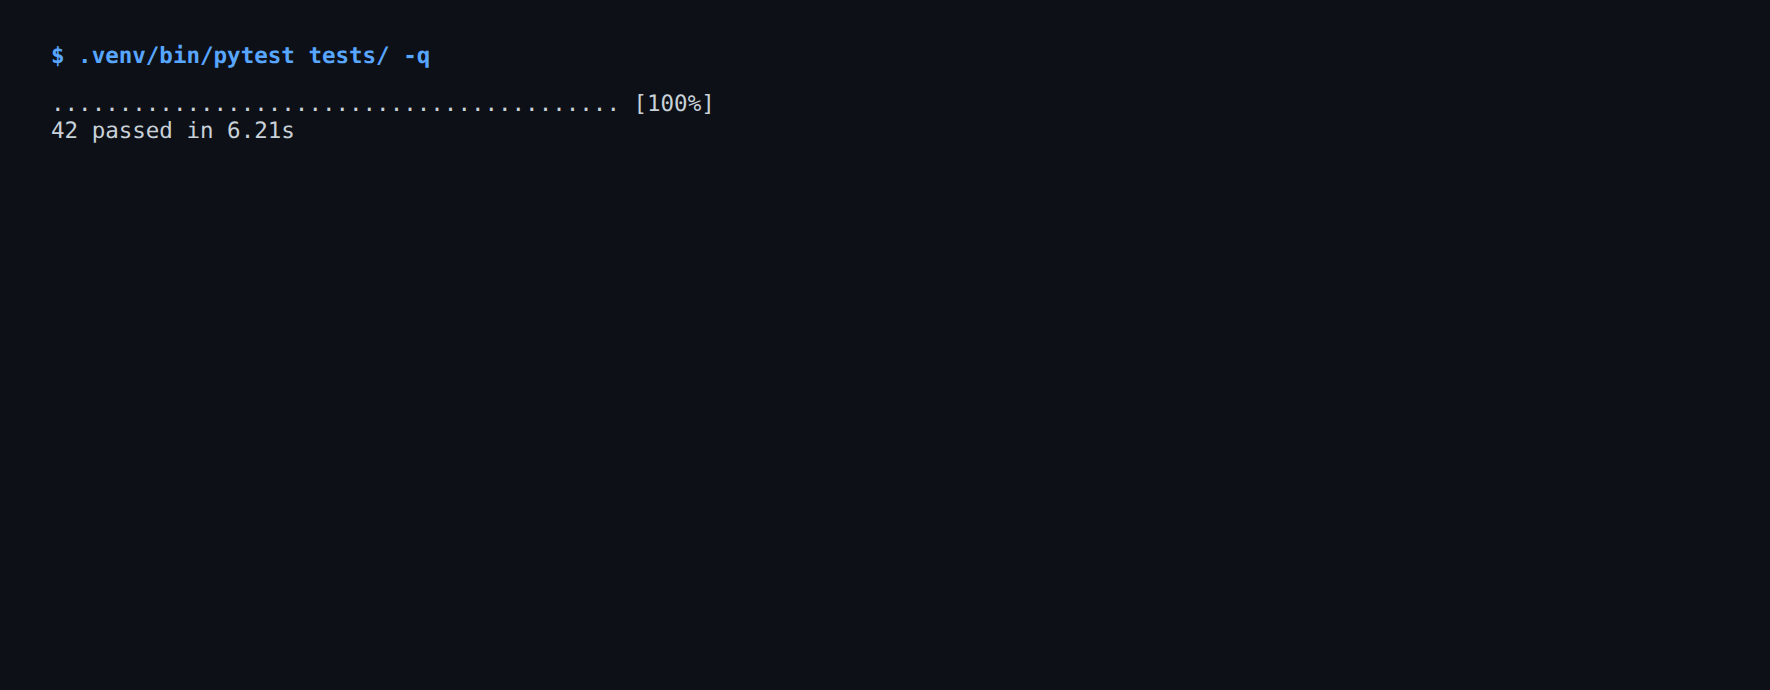 $ .venv/bin/pytest tests/ -q
.......................................... [100%]
42 passed in 6.21s